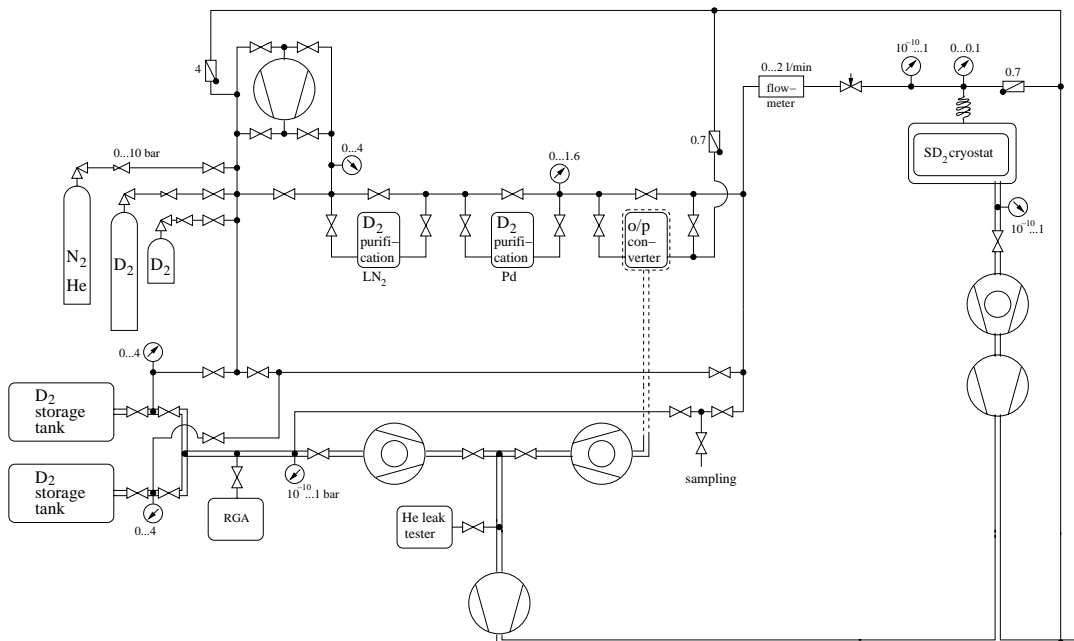 4
10⁻¹⁰...1
0...0.1
0...2 l/min
0.7
flow–
meter
0...10 bar
0...4
0.7
0...1.6
SD₂ cryostat
N₂
He
D₂
D₂
D₂
purifi–
cation
LN₂
D₂
purifi–
cation
Pd
o/p
con–
verter
10⁻¹⁰...1
0...4
D₂
storage
tank
D₂
storage
tank
0...4
RGA
10⁻¹⁰...1 bar
He leak
tester
sampling